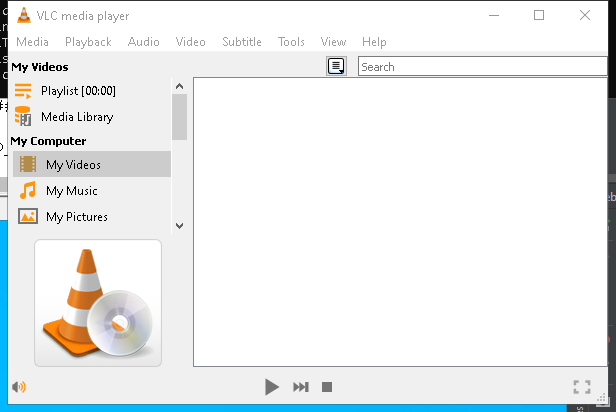 VLC media player
Media Playback Audio Video Subtitle Tools View Help
My Videos
Search
Playlist [00:00]
Media Library
My Computer
My Videos
My Music
My Pictures